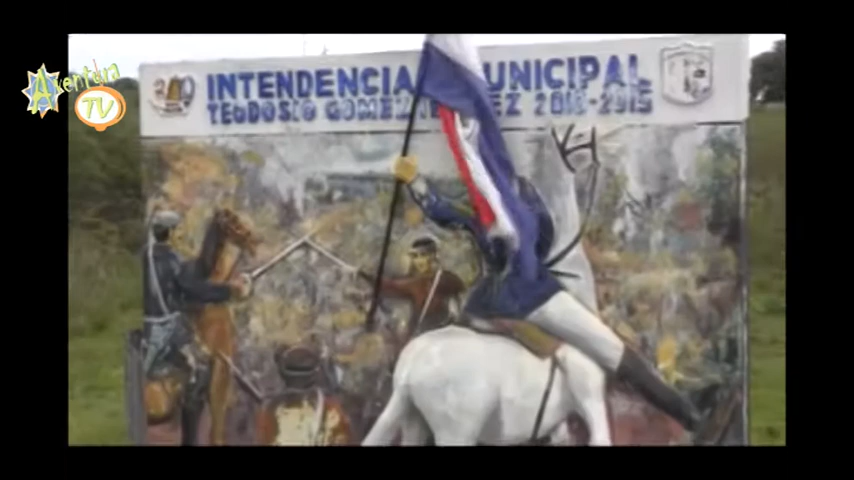 Aventura
TV
INTENDENCIA MUNICIPAL
TEODOSIO GOMEZ 2010-2015